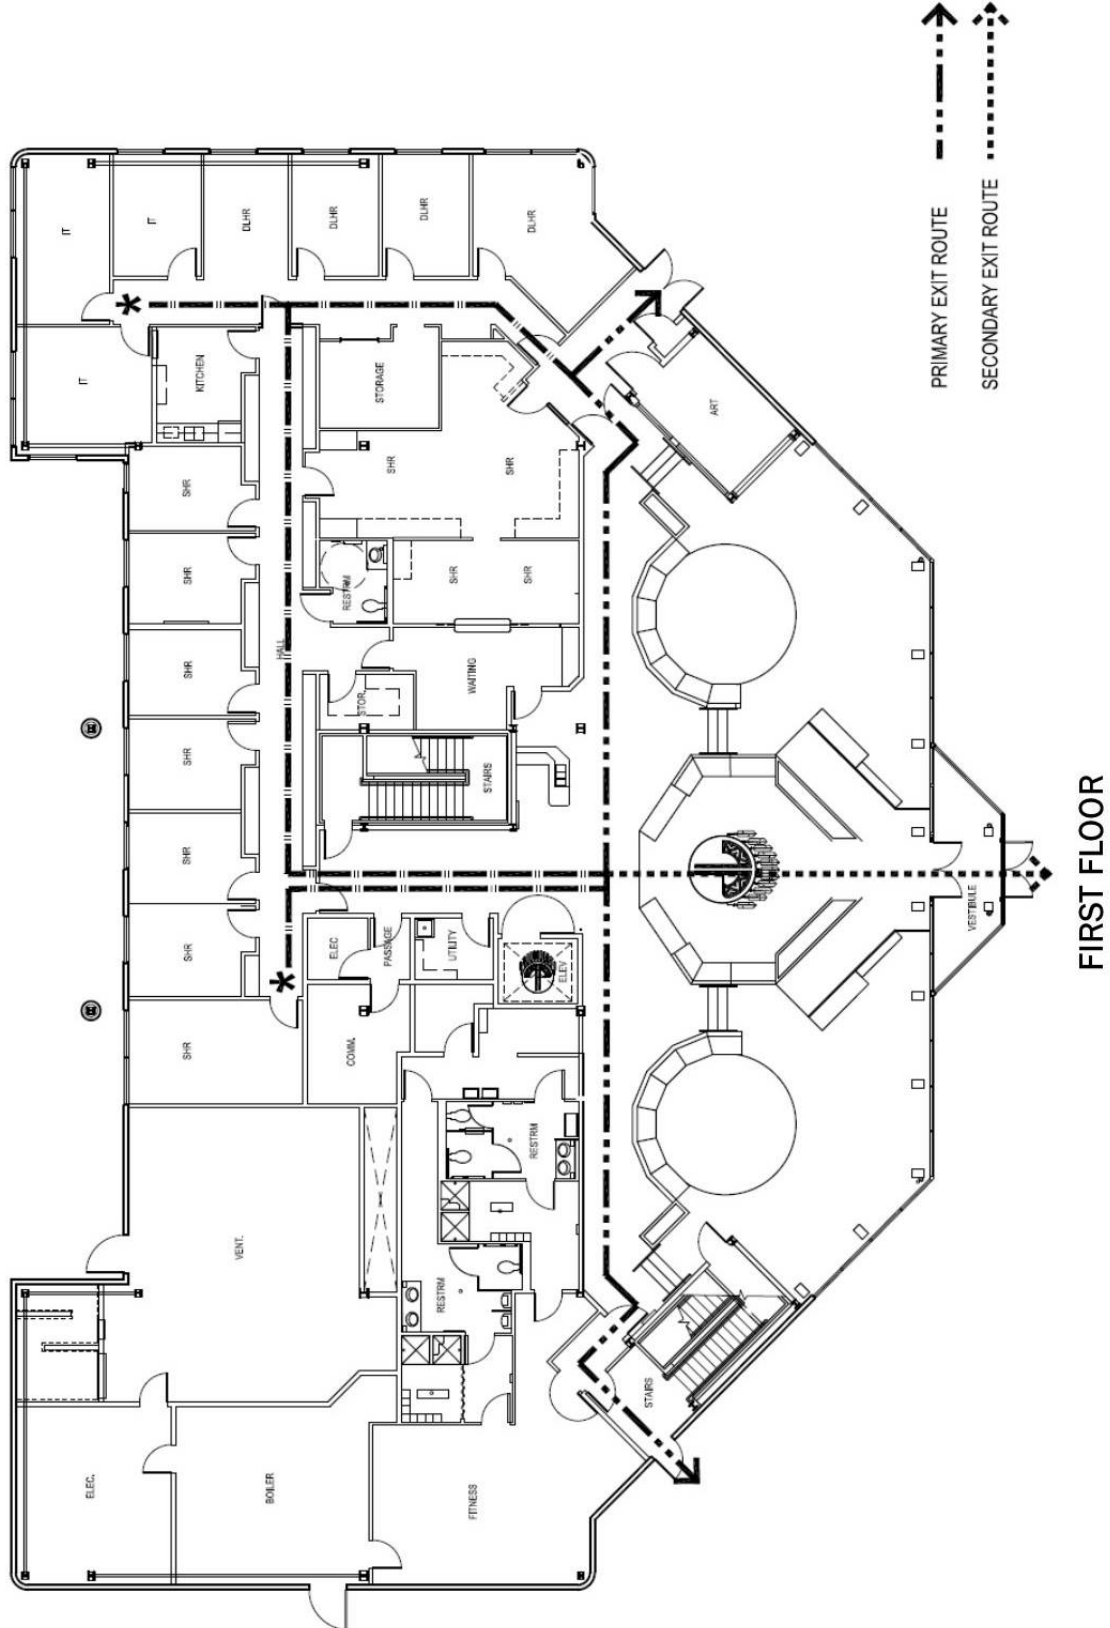 IT
IT
DLHR
DLHR
DLHR
DLHR
IT
KITCHEN
STORAGE
SHR
SHR
SHR
SHR
SHR
SHR
SHR
SHR
SHR
SHR
SHR
HALL
RESTRM
WAITING
STOR.
STAIRS
ART
ELEC
PASSAGE
UTILITY
ELEV
COMM.
VENT.
RESTRM
RESTRM
ELEC.
BOILER
FITNESS
STAIRS
VESTIBULE
PRIMARY EXIT ROUTE
SECONDARY EXIT ROUTE
FIRST FLOOR